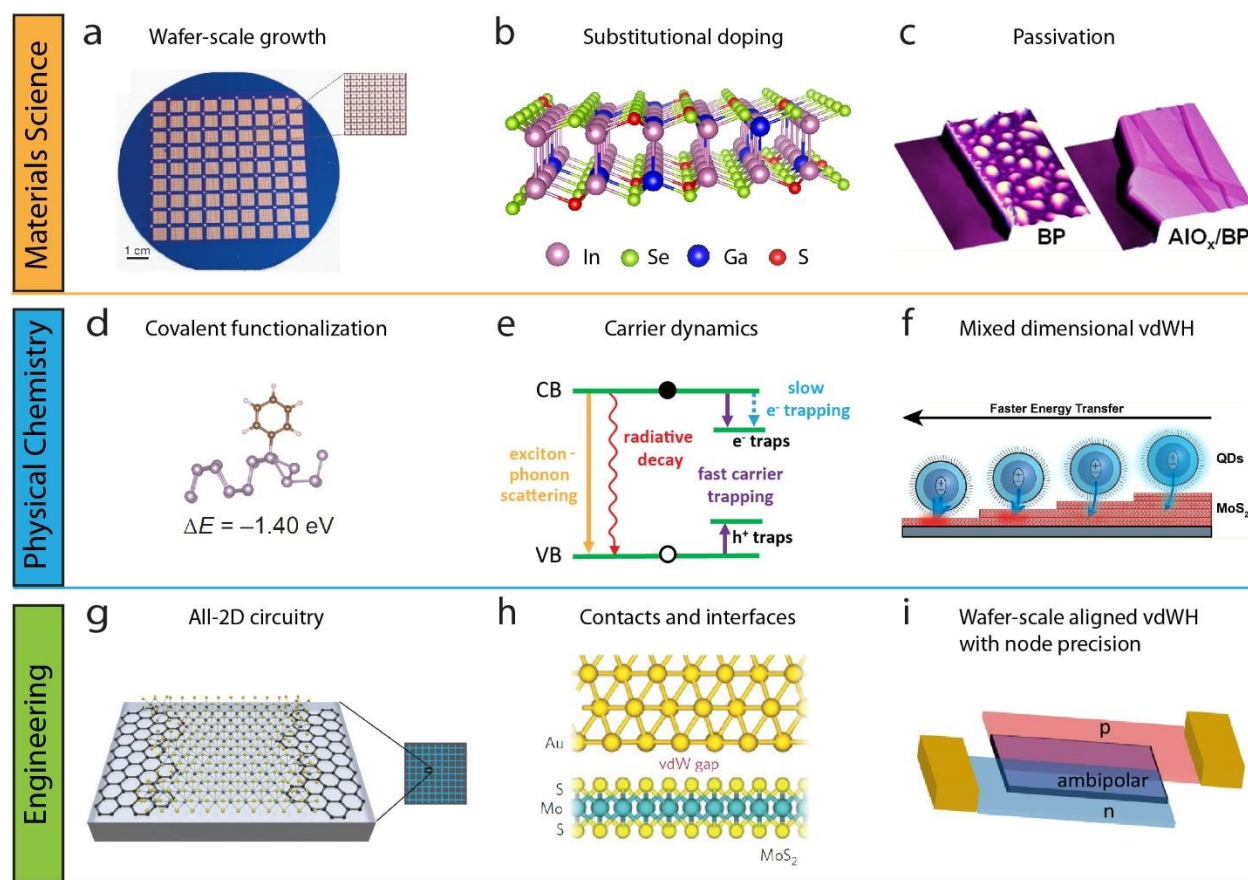 Materials Science
a
Wafer-scale growth
1 cm
b
Substitutional doping
In Se Ga S
c
Passivation
BP
AlOₓ/BP
Physical Chemistry
d
Covalent functionalization
ΔE = –1.40 eV
e
Carrier dynamics
CB
slow
e⁻ trapping
e⁻ traps
exciton-
phonon
scattering
radiative
decay
fast carrier
trapping
h⁺ traps
VB
f
Mixed dimensional vdWH
Faster Energy Transfer
QDs
MoS₂
Engineering
g
All-2D circuitry
h
Contacts and interfaces
Au
vdW gap
S
Mo
S
MoS₂
i
Wafer-scale aligned vdWH
with node precision
p
ambipolar
n